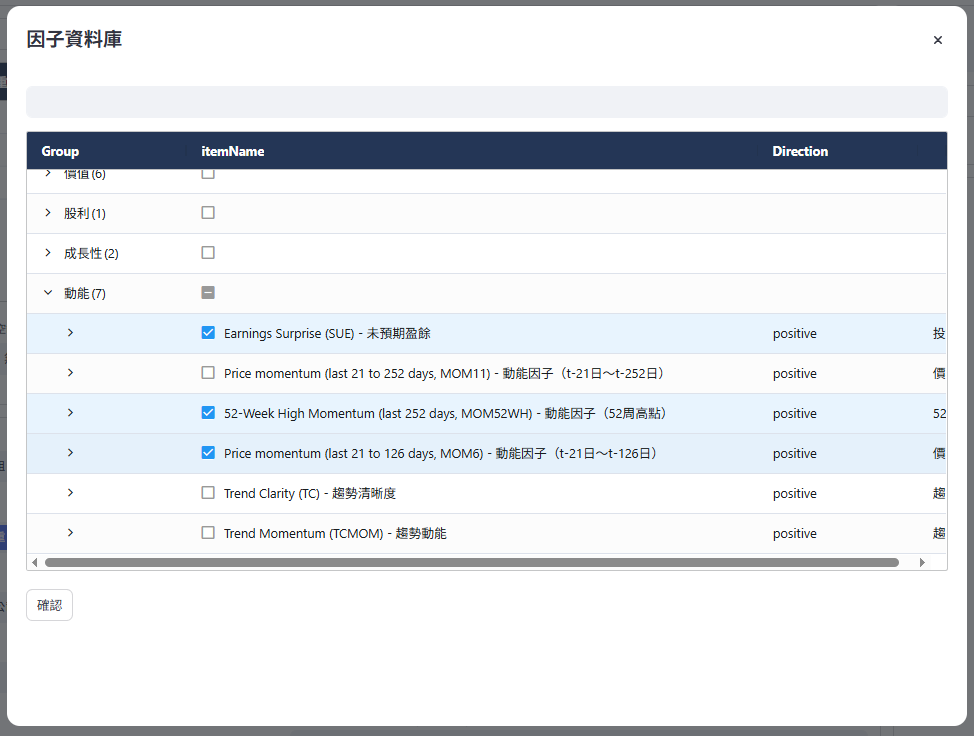 因子資料庫
Group itemName Direction
價值 (6)
股利 (1)
成長性 (2)
動能 (7)
Earnings Surprise (SUE) - 未預期盈餘 positive 投
Price momentum (last 21 to 252 days, MOM11) - 動能因子（t-21日～t-252日） positive 價
52-Week High Momentum (last 252 days, MOM52WH) - 動能因子（52周高點） positive 52
Price momentum (last 21 to 126 days, MOM6) - 動能因子（t-21日～t-126日） positive 價
Trend Clarity (TC) - 趨勢清晰度 positive 趨
Trend Momentum (TCMOM) - 趨勢動能 positive 趨
確認